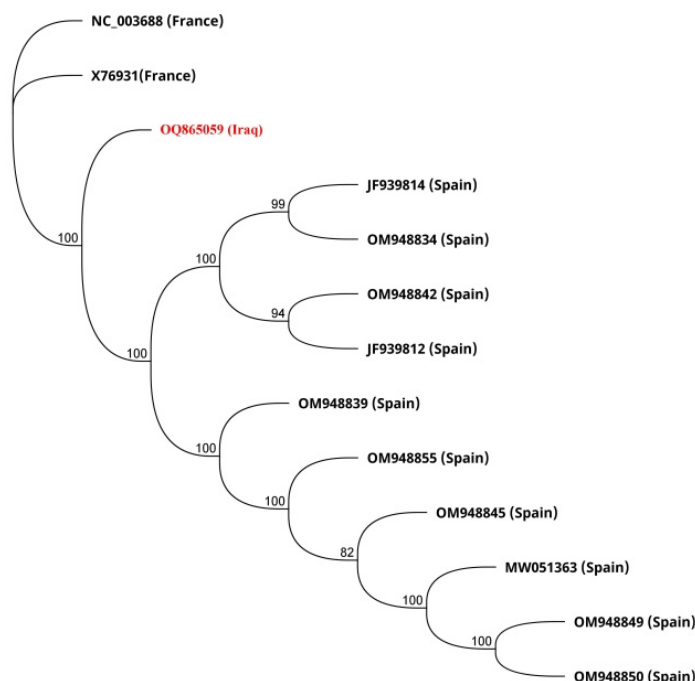 NC_003688 (France)
X76931(France)
OQ865059 (Iraq)
JF939814 (Spain)
99
OM948834 (Spain)
100
100
OM948842 (Spain)
94
JF939812 (Spain)
100
OM948839 (Spain)
100
OM948855 (Spain)
100
OM948845 (Spain)
82
MW051363 (Spain)
100
OM948849 (Spain)
100
OM948850 (Spain)